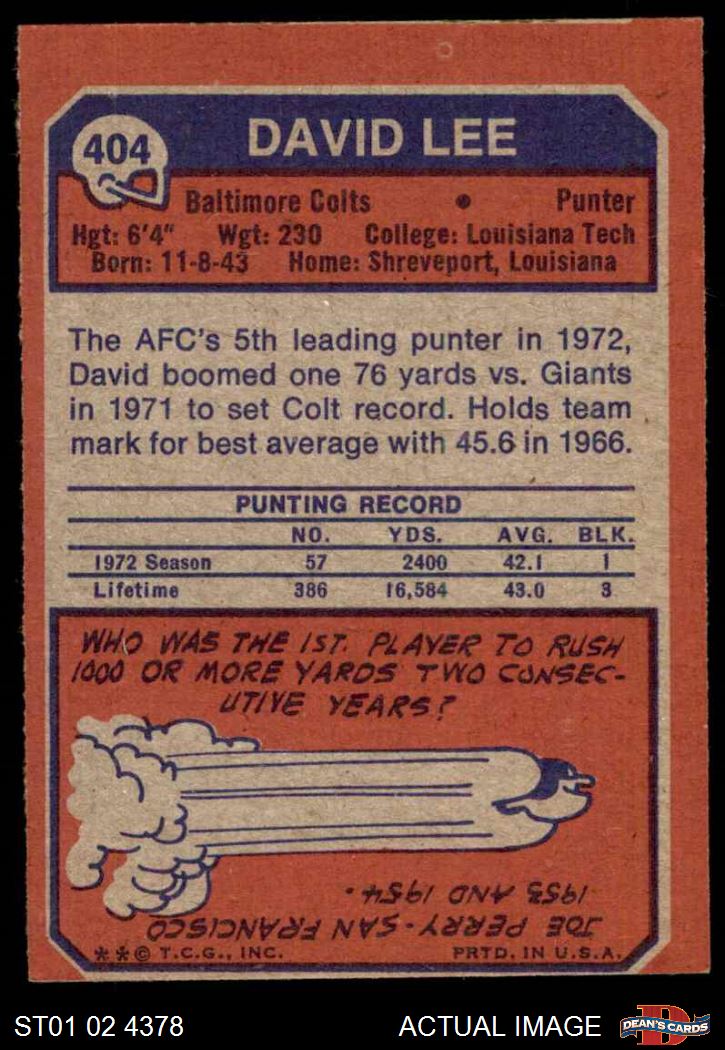 404
DAVID LEE
Baltimore Colts • Punter
Hgt: 6'4" Wgt: 230 College: Louisiana Tech
Born: 11-8-43 Home: Shreveport, Louisiana
The AFC's 5th leading punter in 1972,
David boomed one 76 yards vs. Giants
in 1971 to set Colt record. Holds team
mark for best average with 45.6 in 1966.
PUNTING RECORD
NO. YDS. AVG. BLK.
1972 Season 57 2400 42.1 1
Lifetime 386 16,584 43.0 3
WHO WAS THE 1ST. PLAYER TO RUSH
1000 OR MORE YARDS TWO CONSEC-
UTIVE YEARS?
JOE PERRY-SAN FRANCISCO
1953 AND 1954.
**© T.C.G., INC. PRTD. IN U.S.A.
ST01 02 4378 ACTUAL IMAGE D DEAN'S CARDS